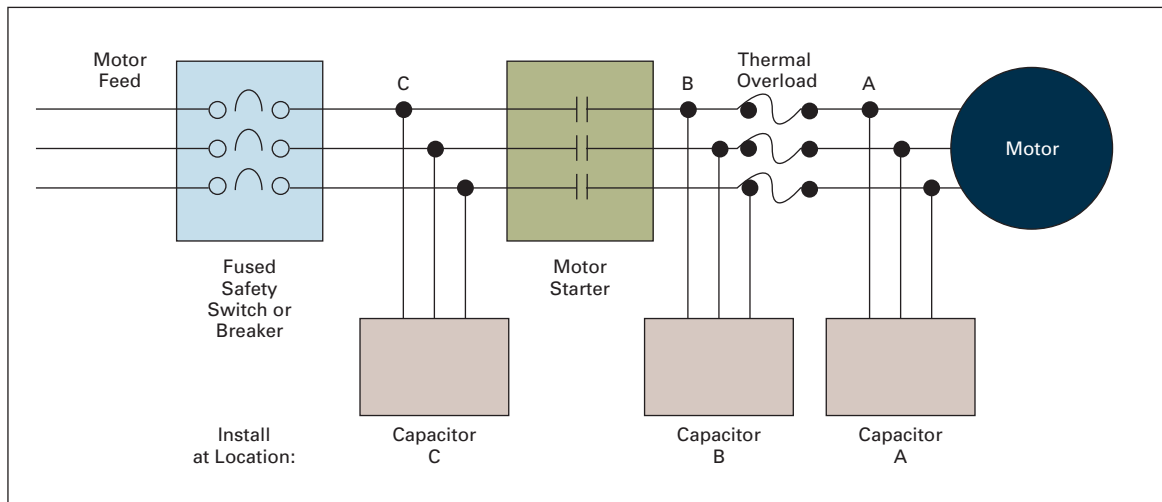 Motor
Feed
C
B
Thermal
Overload
A
Motor
Fused
Safety
Switch or
Breaker
Motor
Starter
Install
at Location:
Capacitor
C
Capacitor
B
Capacitor
A